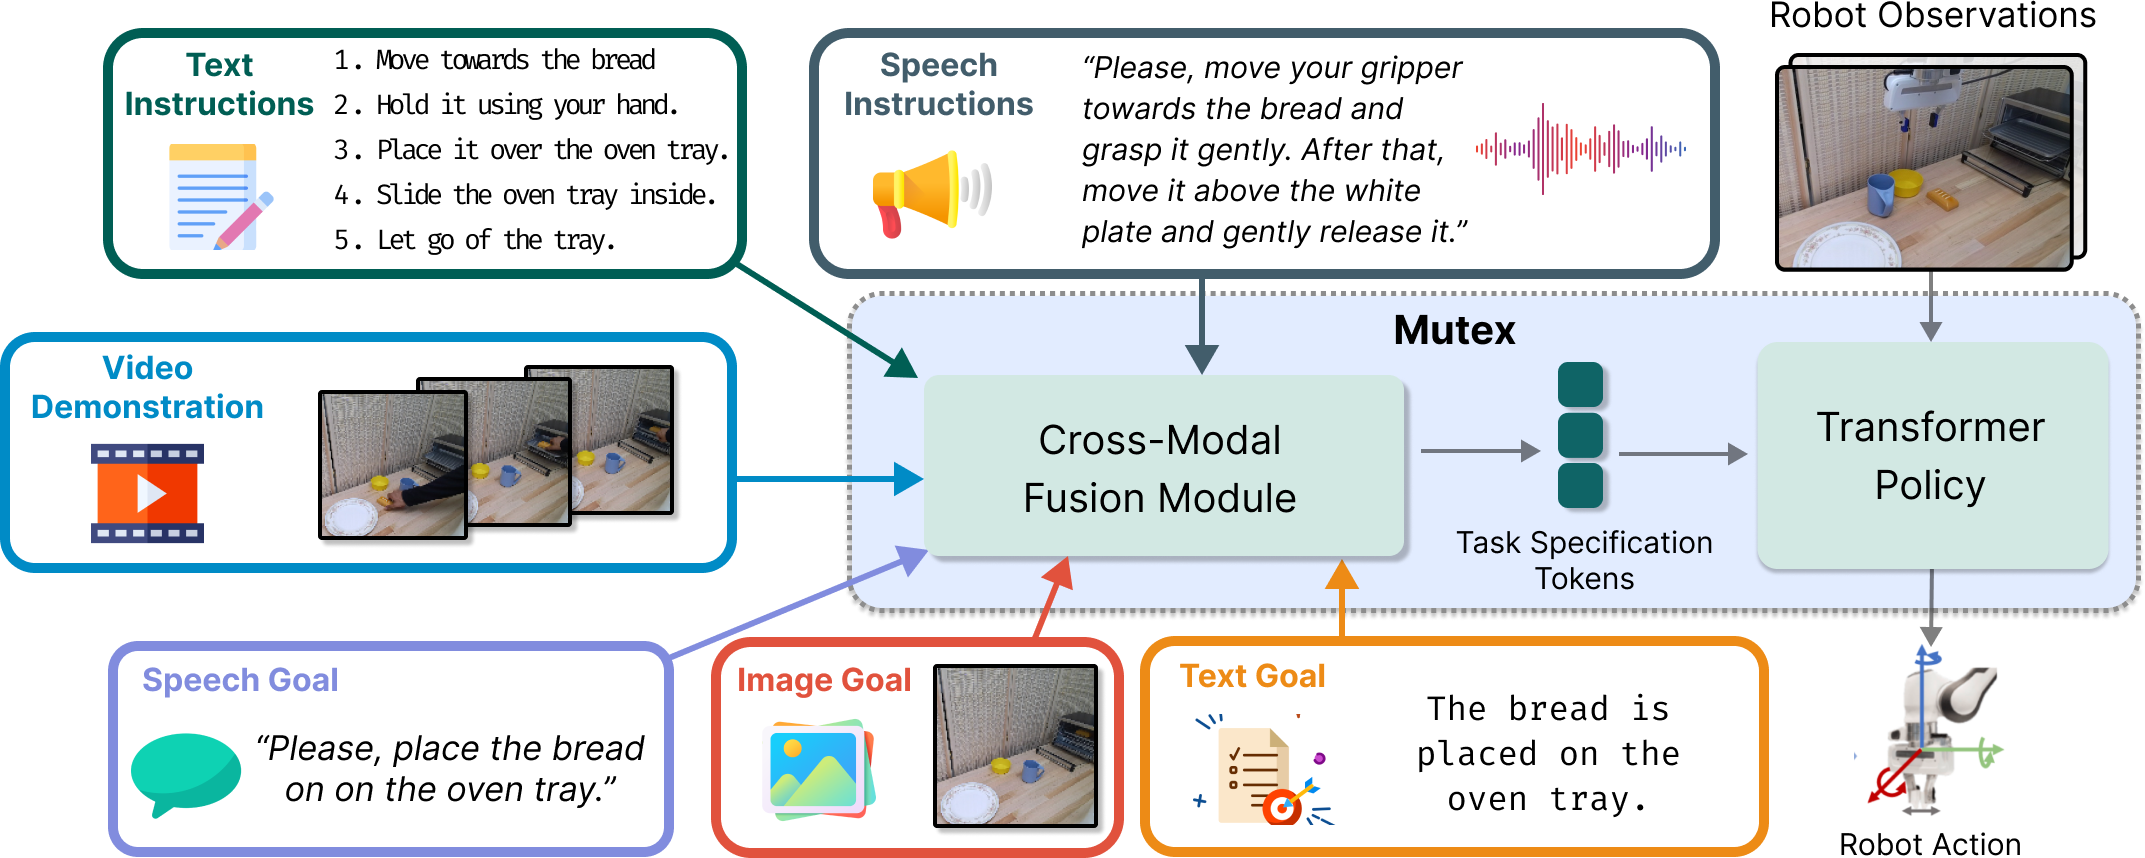 Robot Observations
Text
Instructions
1. Move towards the bread
2. Hold it using your hand.
3. Place it over the oven tray.
4. Slide the oven tray inside.
5. Let go of the tray.
Speech
Instructions
“Please, move your gripper
towards the bread and
grasp it gently. After that,
move it above the white
plate and gently release it.”
Video
Demonstration
Mutex
Cross-Modal
Fusion Module
Task Specification
Tokens
Transformer
Policy
Speech Goal
“Please, place the bread
on on the oven tray.”
Image Goal
Text Goal
The bread is
placed on the
oven tray.
Robot Action